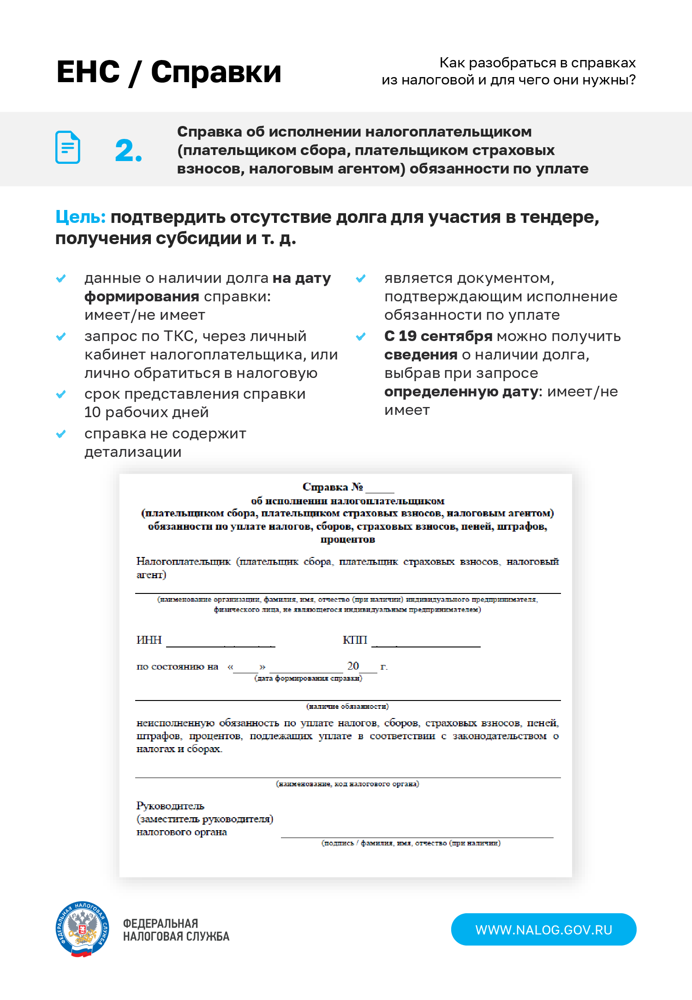 ЕНС / Справки
Как разобраться в справках
из налоговой и для чего они нужны?
2.
Справка об исполнении налогоплательщиком
(плательщиком сбора, плательщиком страховых
взносов, налоговым агентом) обязанности по уплате
Цель: подтвердить отсутствие долга для участия в тендере,
получения субсидии и т. д.
данные о наличии долга на дату
формирования справки:
имеет/не имеет
запрос по ТКС, через личный
кабинет налогоплательщика, или
лично обратиться в налоговую
срок представления справки
10 рабочих дней
справка не содержит
детализации
является документом,
подтверждающим исполнение
обязанности по уплате
С 19 сентября можно получить
сведения о наличии долга,
выбрав при запросе
определенную дату: имеет/не
имеет
Справка № _____
об исполнении налогоплательщиком
(плательщиком сбора, плательщиком страховых взносов, налоговым агентом)
обязанности по уплате налогов, сборов, страховых взносов, пеней, штрафов,
процентов
Налогоплательщик (плательщик сбора, плательщик страховых взносов, налоговый
агент)
(наименование организации, фамилия, имя, отчество (при наличии) индивидуального предпринимателя,
физического лица, не являющегося индивидуальным предпринимателем)
ИНН ____________________ КПП ____________________
по состоянию на «____» _____________ 20___ г.
(дата формирования справки)
(наличие обязанности)
неисполненную обязанность по уплате налогов, сборов, страховых взносов, пеней,
штрафов, процентов, подлежащих уплате в соответствии с законодательством о
налогах и сборах.
(наименование, код налогового органа)
Руководитель
(заместитель руководителя)
налогового органа
(подпись / фамилия, имя, отчество (при наличии)
ФЕДЕРАЛЬНАЯ НАЛОГОВАЯ СЛУЖБА
ФЕДЕРАЛЬНАЯ
НАЛОГОВАЯ СЛУЖБА
WWW.NALOG.GOV.RU